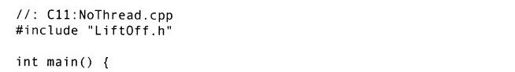 //: C11:NoThread.cpp
#include "LiftOff.h"
int main() {